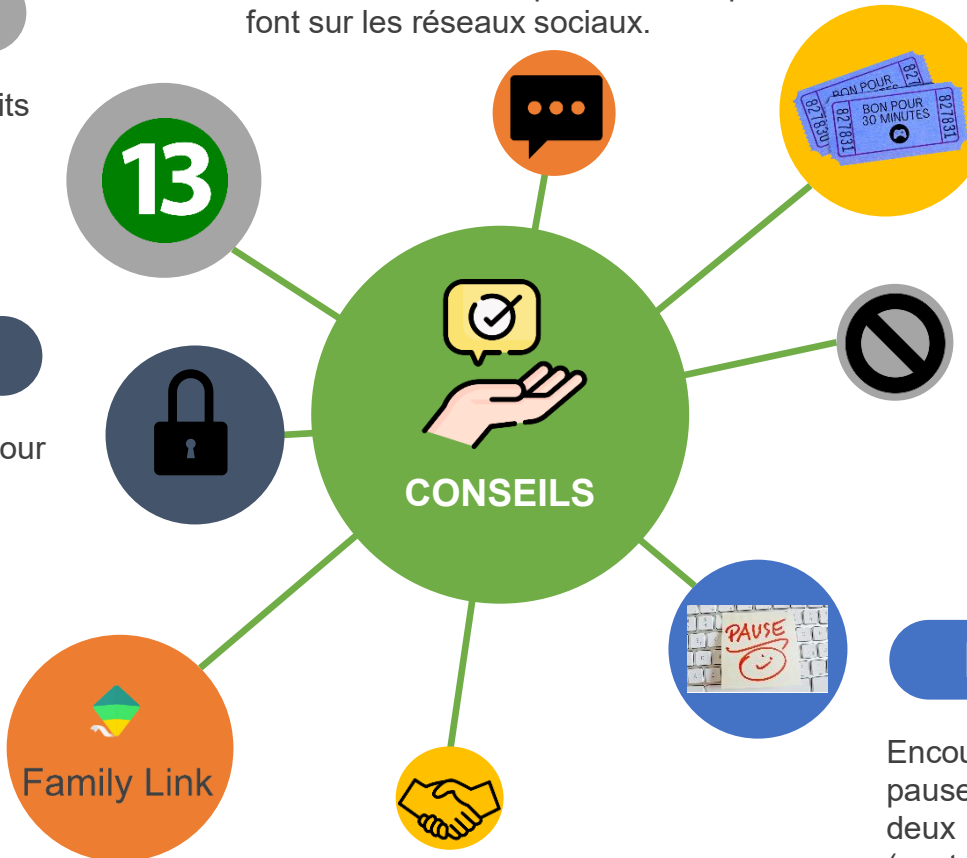 font sur les réseaux sociaux.
its
13
BON POUR
BON POUR
30 MINUTES
827830
827831
827831
our
CONSEILS
PAUSE
Family Link
Encou
pause
deux